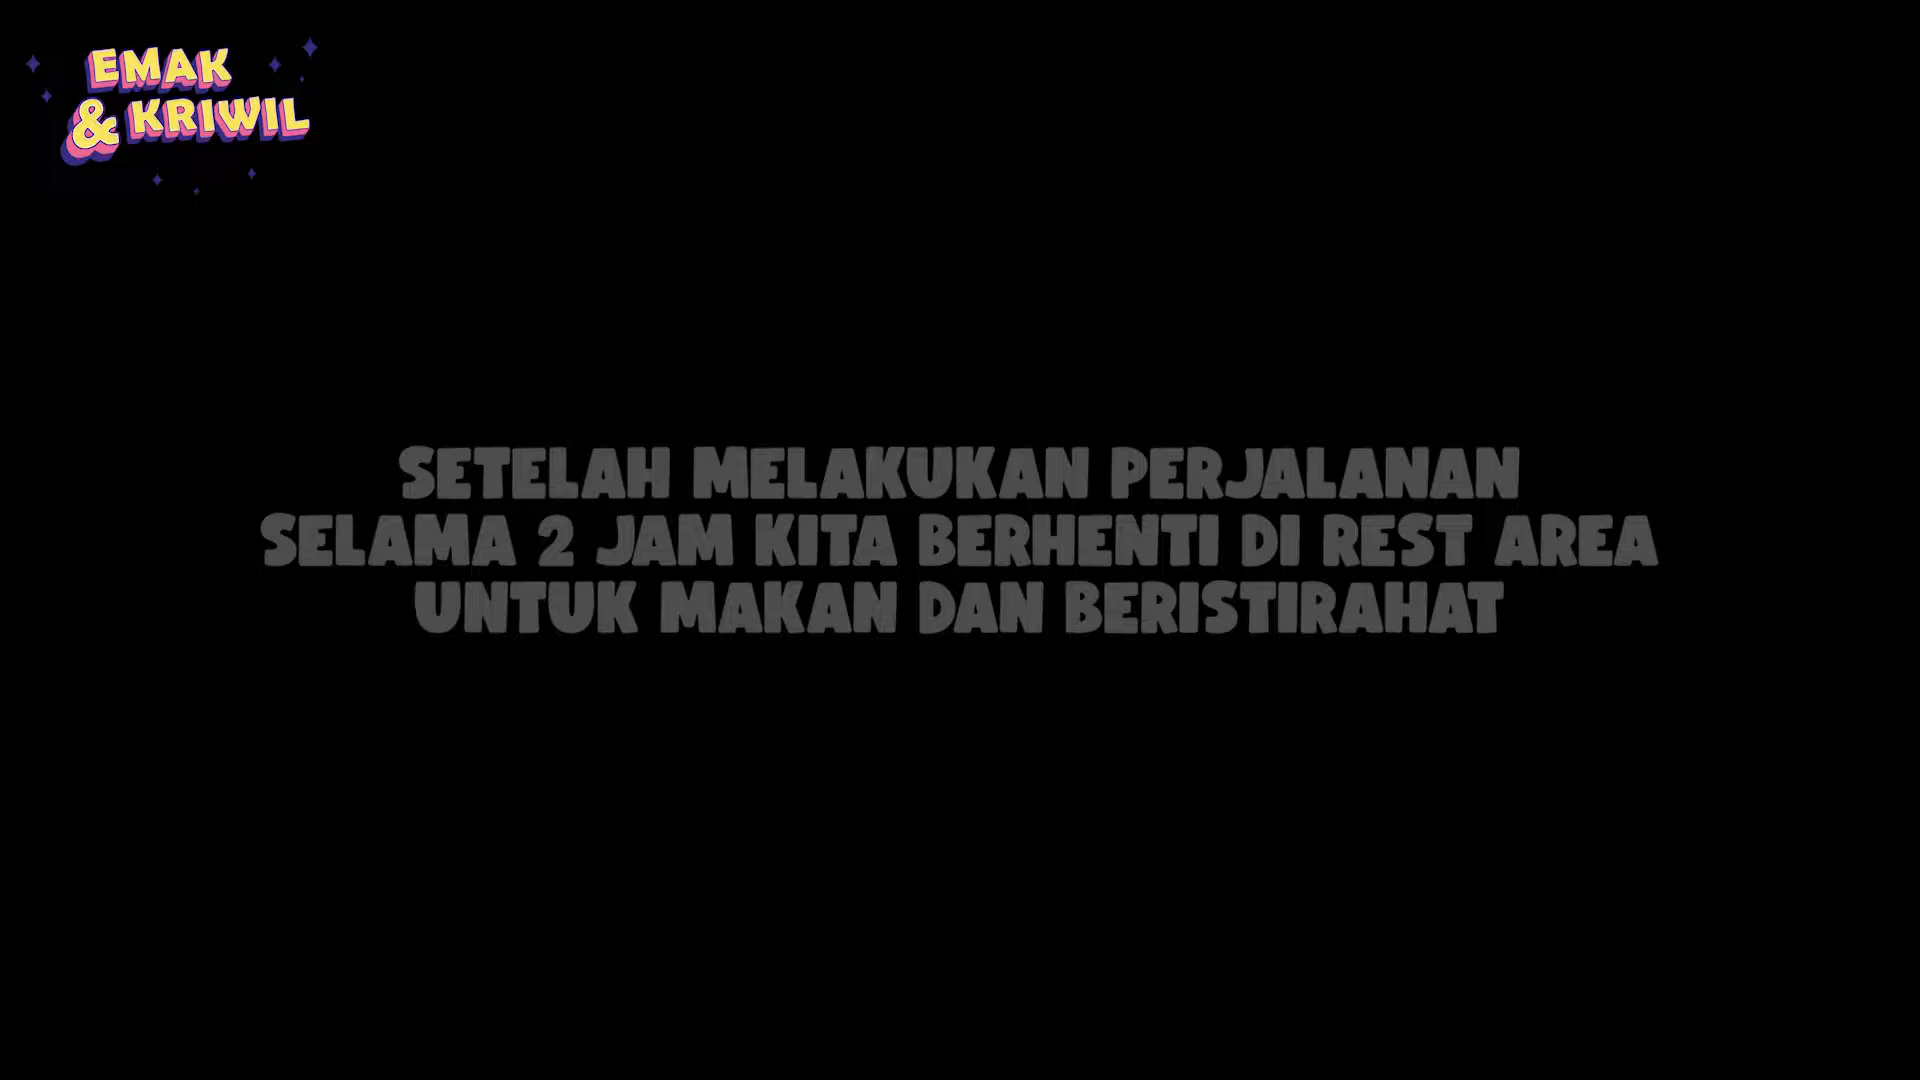 EMAK
& KRIWIL
SETELAH MELAKUKAN PERJALANAN
SELAMA 2 JAM KITA BERHENTI DI REST AREA
UNTUK MAKAN DAN BERISTIRAHAT